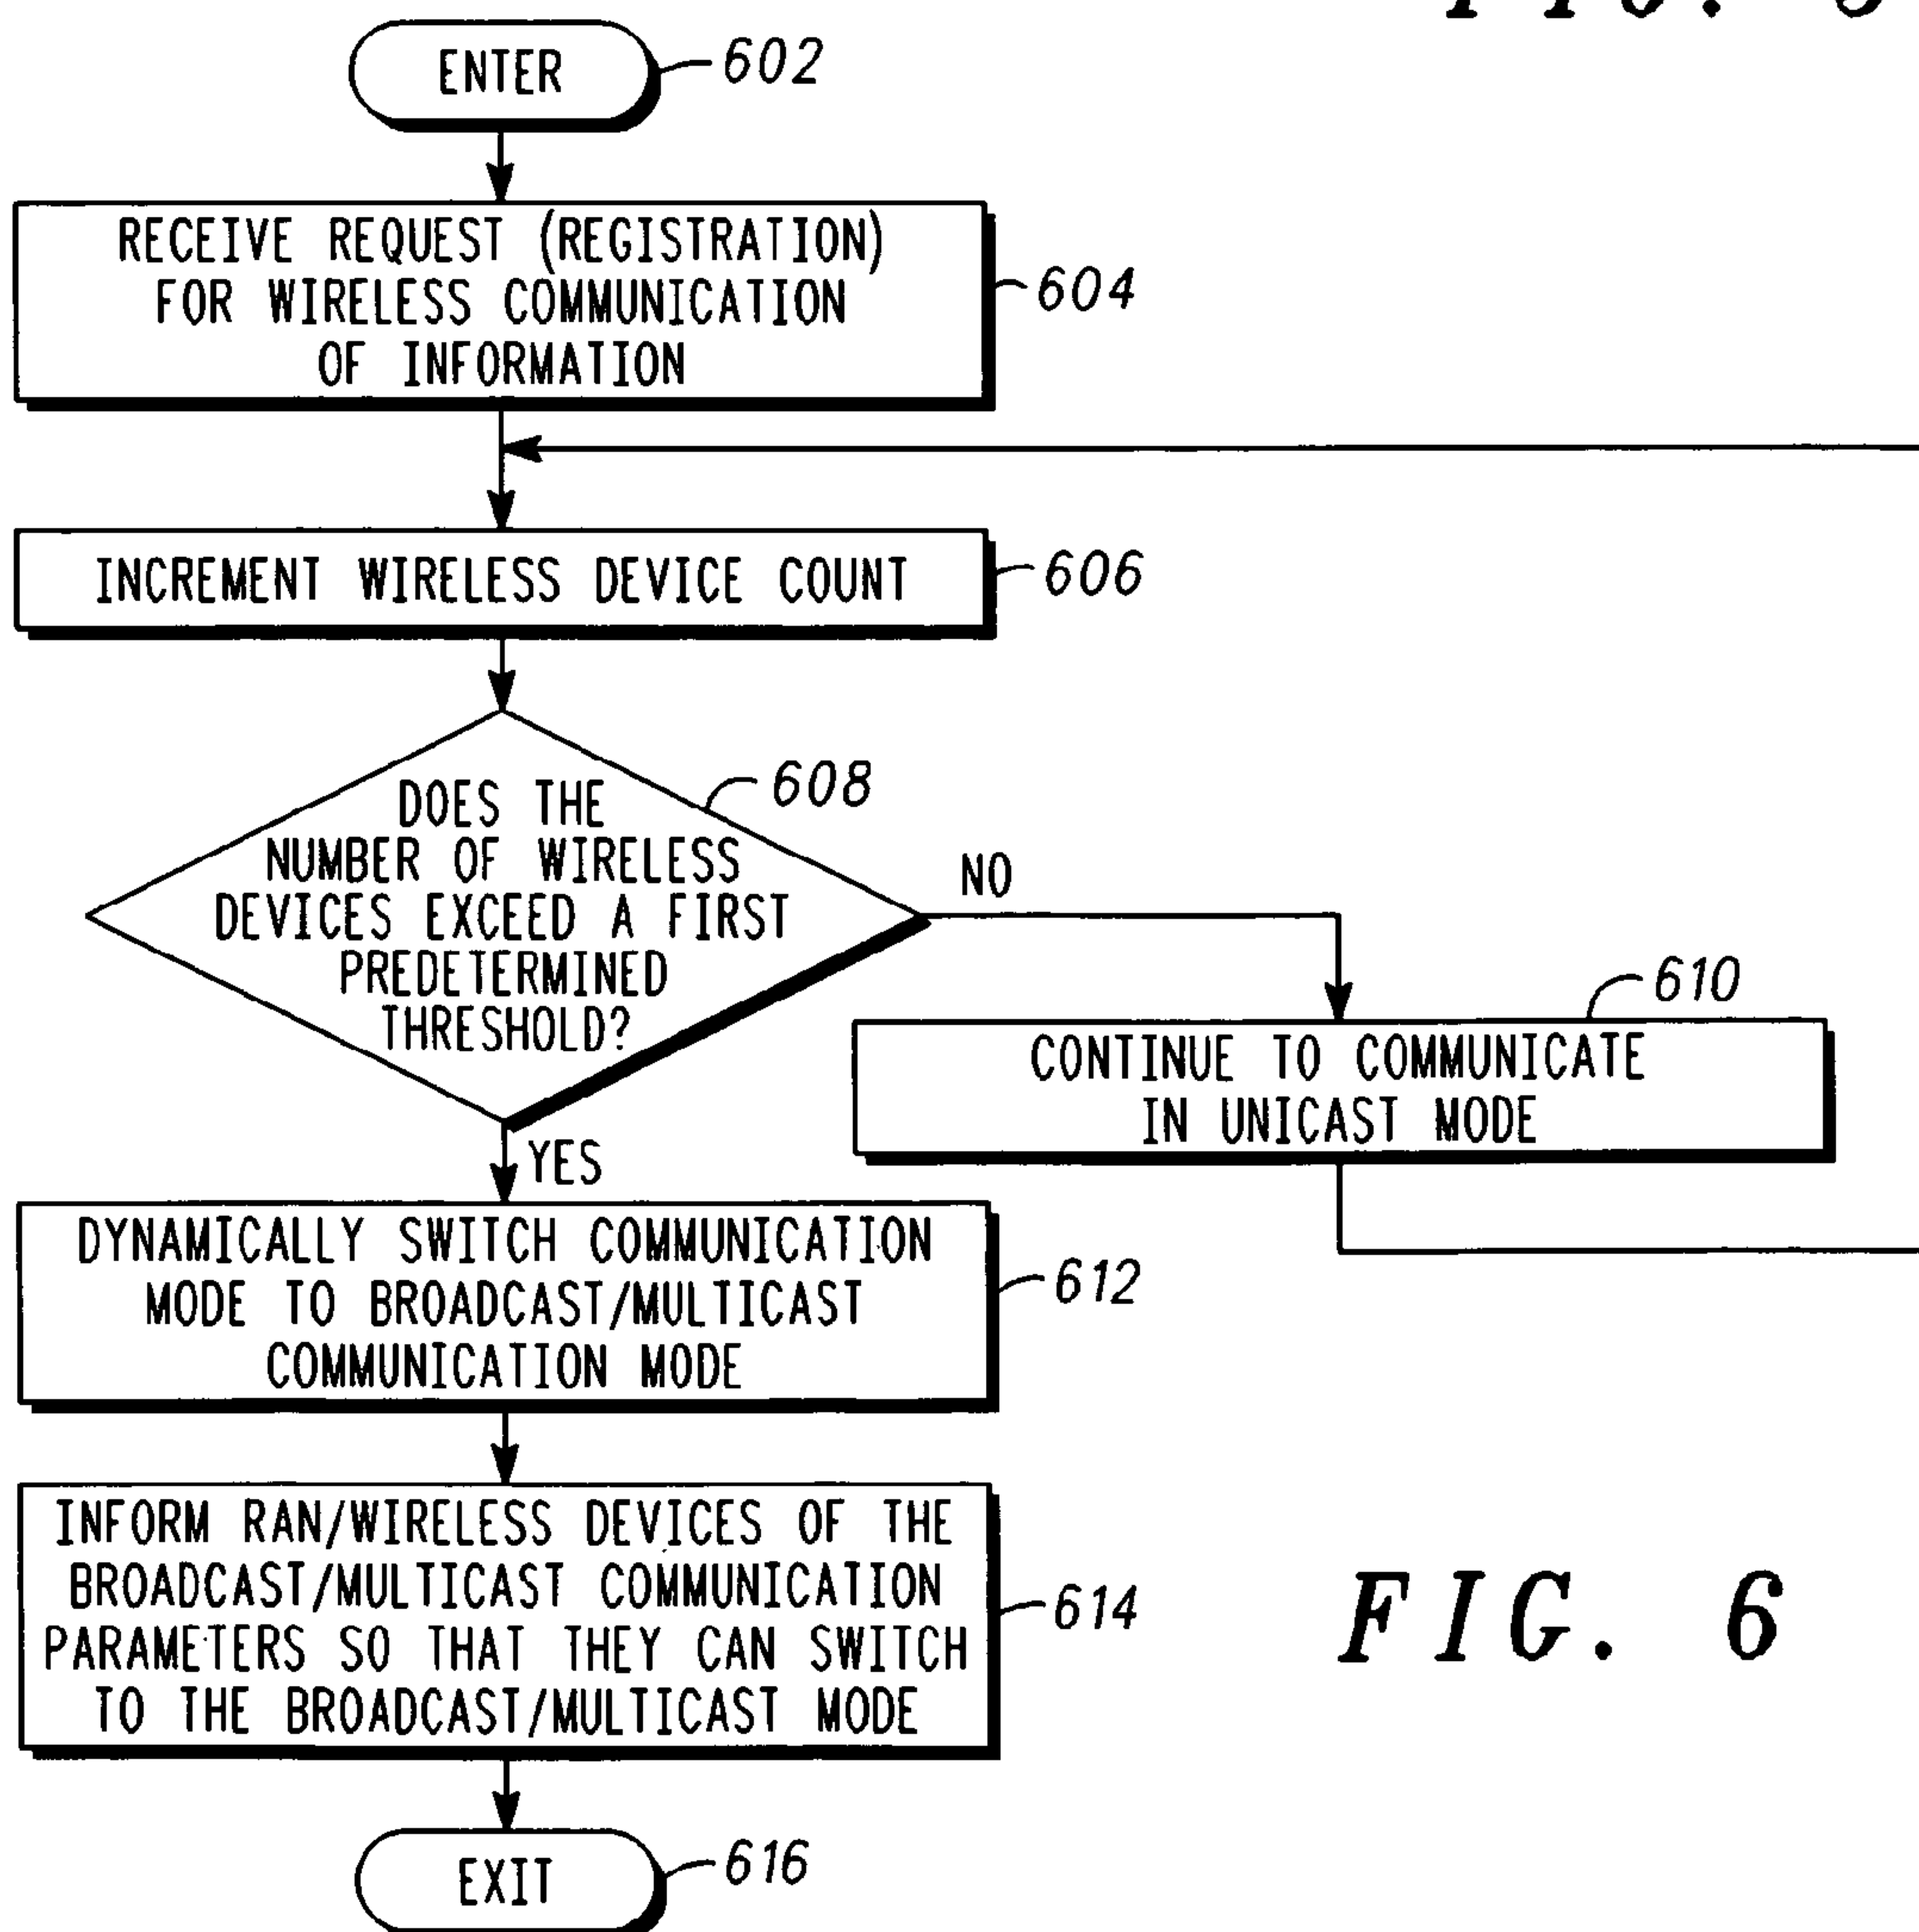 ENTER
602
RECEIVE REQUEST (REGISTRATION)
FOR WIRELESS COMMUNICATION
OF INFORMATION
604
INCREMENT WIRELESS DEVICE COUNT
606
DOES THE
NUMBER OF WIRELESS
DEVICES EXCEED A FIRST
PREDETERMINED
THRESHOLD?
608
NO
610
CONTINUE TO COMMUNICATE
IN UNICAST MODE
YES
DYNAMICALLY SWITCH COMMUNICATION
MODE TO BROADCAST/MULTICAST
COMMUNICATION MODE
612
INFORM RAN/WIRELESS DEVICES OF THE
BROADCAST/MULTICAST COMMUNICATION
PARAMETERS SO THAT THEY CAN SWITCH
TO THE BROADCAST/MULTICAST MODE
614
FIG. 6
EXIT
616